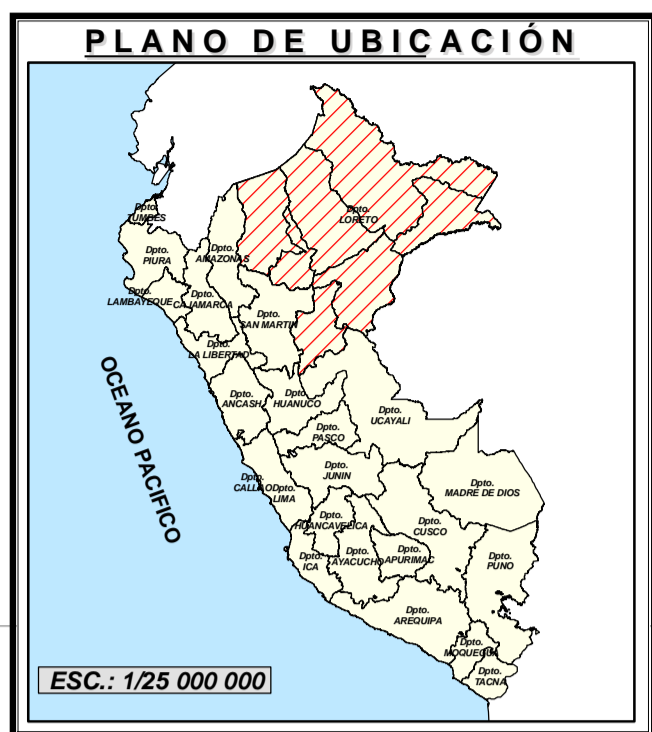 PLANO DE UBICACIÓN
Dpto.
LORETO
Dpto.
TUMBES
Dpto.
PIURA
Dpto.
AMAZONAS
Dpto.
LAMBAYEQUE
Dpto.
CAJAMARCA
Dpto.
SAN MARTIN
Dpto.
LA LIBERTAD
Dpto.
ANCASH
Dpto.
HUANUCO
Dpto.
UCAYALI
Dpto.
PASCO
OCEANO PACIFICO
Dpto.
JUNIN
Dpto.
CALLAO
Dpto.
LIMA
Dpto.
MADRE DE DIOS
Dpto.
HUANCAVELICA
Dpto.
CUSCO
Dpto.
ICA
Dpto.
AYACUCHO
Dpto.
APURIMAC
Dpto.
PUNO
Dpto.
AREQUIPA
Dpto.
MOQUEGUA
Dpto.
TACNA
ESC.: 1/25 000 000